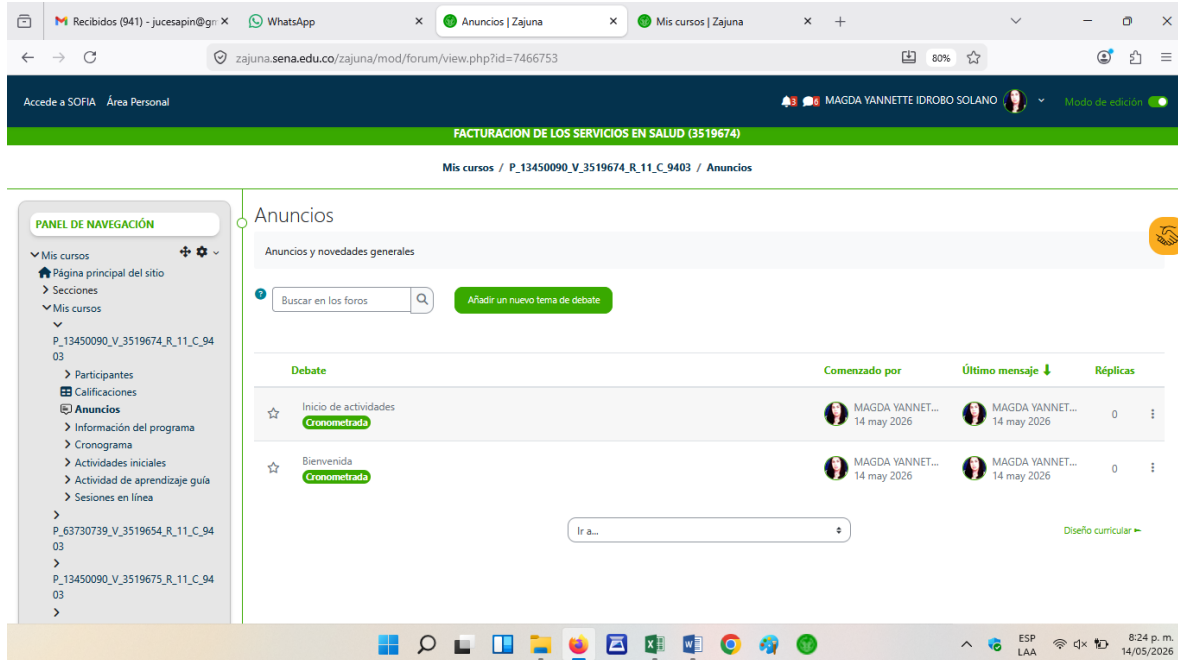 Recibidos (941) - jucesapin@gn
WhatsApp
Anuncios | Zajuna
Mis cursos | Zajuna
zajuna.sena.edu.co/zajuna/mod/forum/view.php?id=7466753
80%
Accede a SOFIA Área Personal
3 6 MAGDA YANNETTE IDROBO SOLANO
Modo de edición
FACTURACION DE LOS SERVICIOS EN SALUD (3519674)
Mis cursos / P_13450090_V_3519674_R_11_C_9403 / Anuncios
PANEL DE NAVEGACIÓN
Mis cursos
Página principal del sitio
Secciones
Mis cursos
P_13450090_V_3519674_R_11_C_94
03
Participantes
Calificaciones
Anuncios
Información del programa
Cronograma
Actividades iniciales
Actividad de aprendizaje guía
Sesiones en línea
P_63730739_V_3519654_R_11_C_94
03
P_13450090_V_3519675_R_11_C_94
03
Anuncios
Anuncios y novedades generales
Buscar en los foros
Añadir un nuevo tema de debate
Debate Comenzado por Último mensaje Réplicas
Inicio de actividades
Cronometrada
MAGDA YANNET...
14 may 2026
MAGDA YANNET...
14 may 2026
0
Bienvenida
Cronometrada
MAGDA YANNET...
14 may 2026
MAGDA YANNET...
14 may 2026
0
Ir a...
Diseño curricular
ESP
LAA
8:24 p. m.
14/05/2026